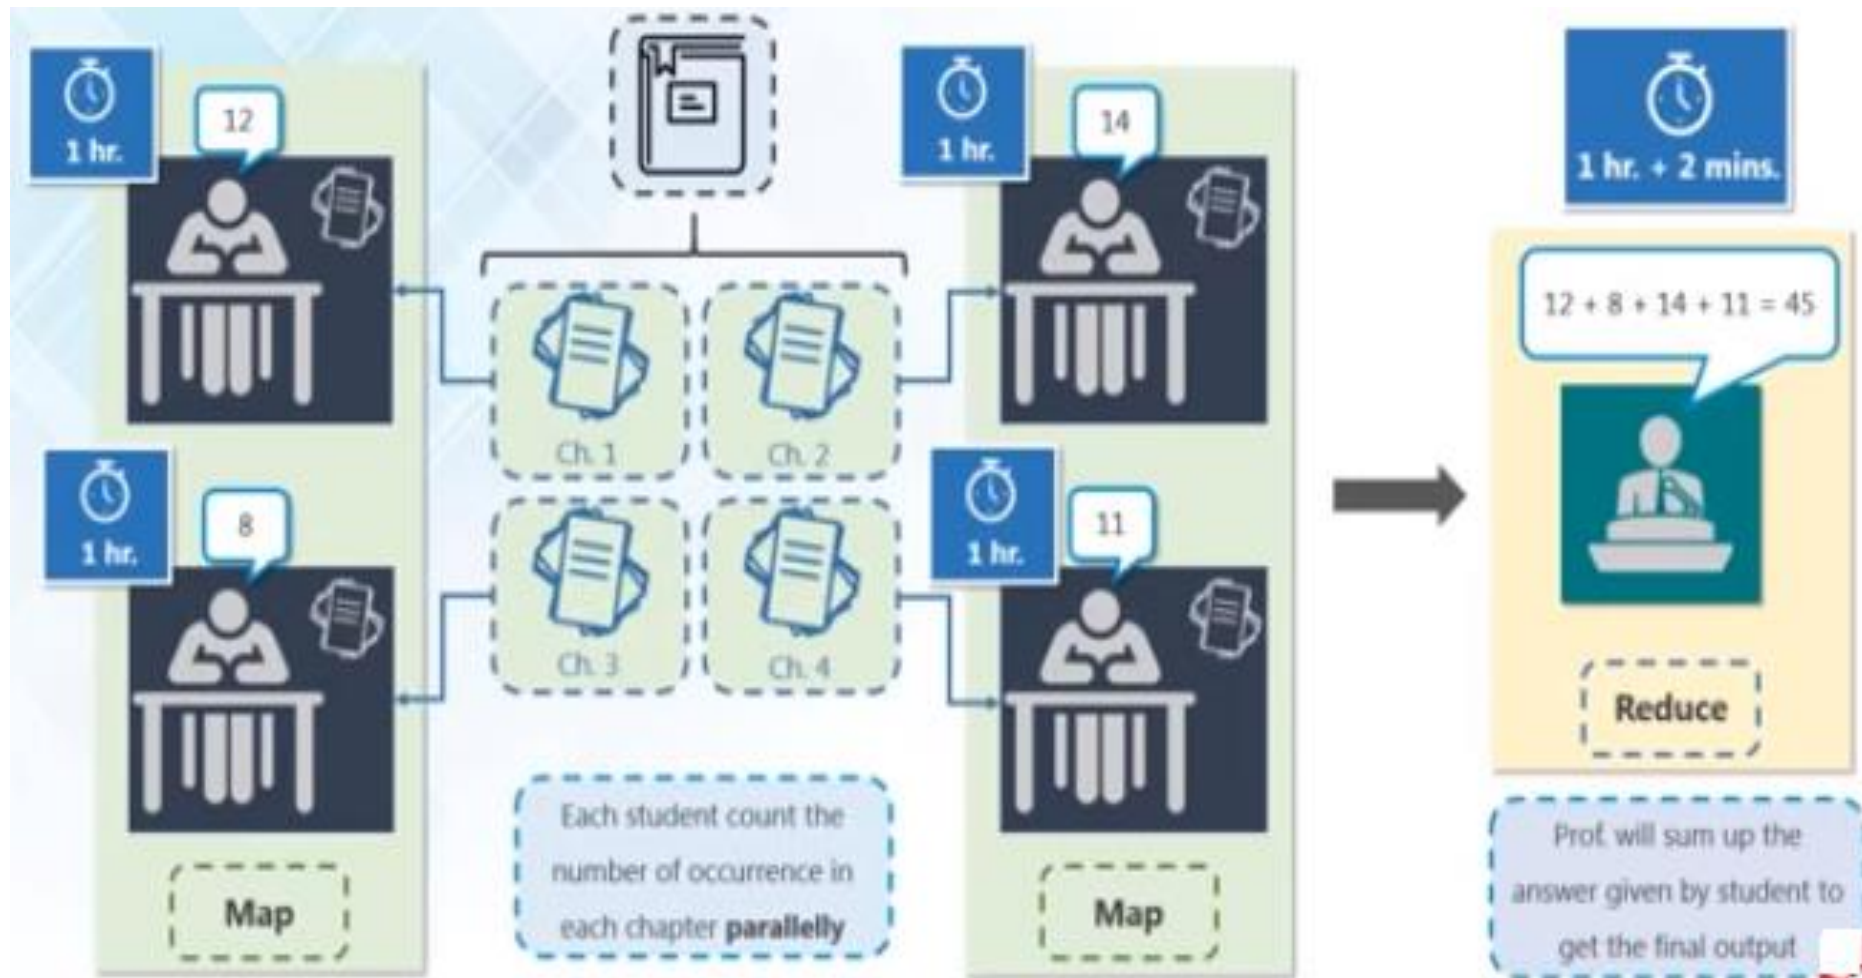 1 hr.
12
1 hr.
14
1 hr. + 2 mins.
12 + 8 + 14 + 11 = 45
Ch. 1
Ch. 2
1 hr.
8
1 hr.
11
Ch. 3
Ch. 4
Reduce
Map
Each student count the
number of occurrence in
each chapter parallelly
Map
Prof. will sum up the
answer given by student to
get the final output